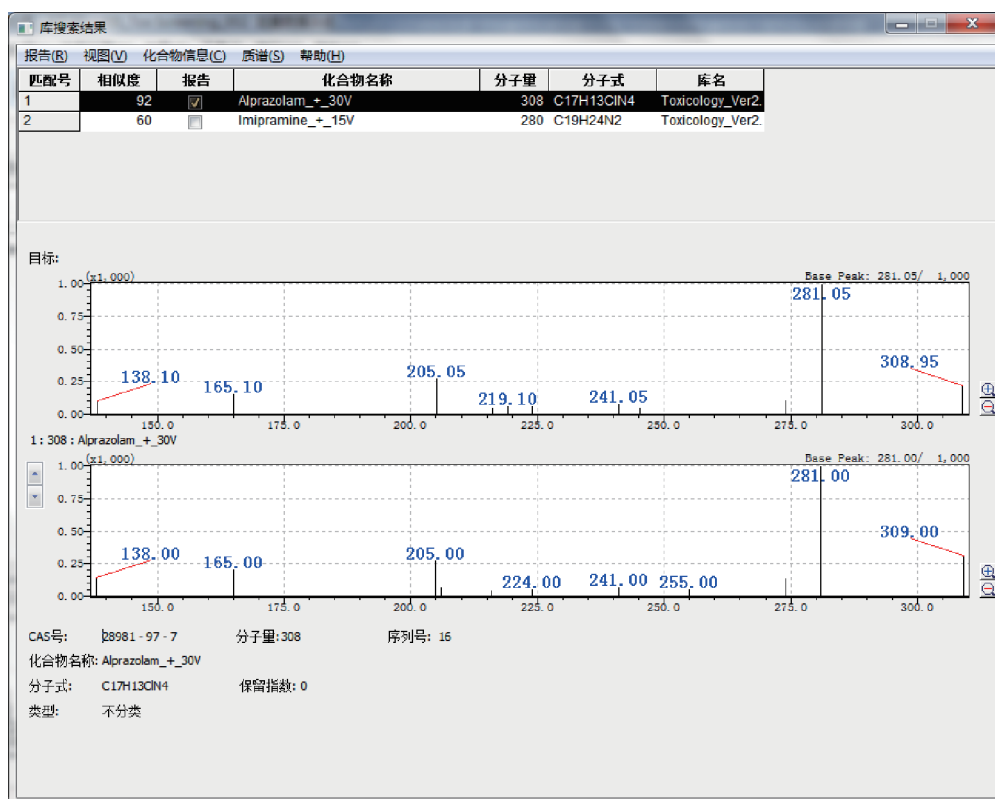 库搜索结果
报告(R) 视图(V) 化合物信息(C) 质谱(S) 帮助(H)
匹配号 相似度 报告 化合物名称 分子量 分子式 库名
1 92 Alprazolam_+_30V 308 C17H13ClN4 Toxicology_Ver2.
2 60 Imipramine_+_15V 280 C19H24N2 Toxicology_Ver2.
目标:
(x1,000) Base Peak: 281.05/ 1,000
1.00
281.05
0.75
0.50
308.95
205.05
138.10
165.10
0.25
241.05
219.10
0.00
150.0 175.0 200.0 225.0 250.0 275.0 300.0
1 : 308 : Alprazolam_+_30V
(x1,000) Base Peak: 281.00/ 1,000
1.00
281.00
0.75
0.50
309.00
138.00
205.00
165.00
0.25
224.00 241.00 255.00
0.00
150.0 175.0 200.0 225.0 250.0 275.0 300.0
CAS号: 28981 - 97 - 7 分子量:308 序列号: 16
化合物名称: Alprazolam_+_30V
分子式: C17H13ClN4 保留指数: 0
类型: 不分类